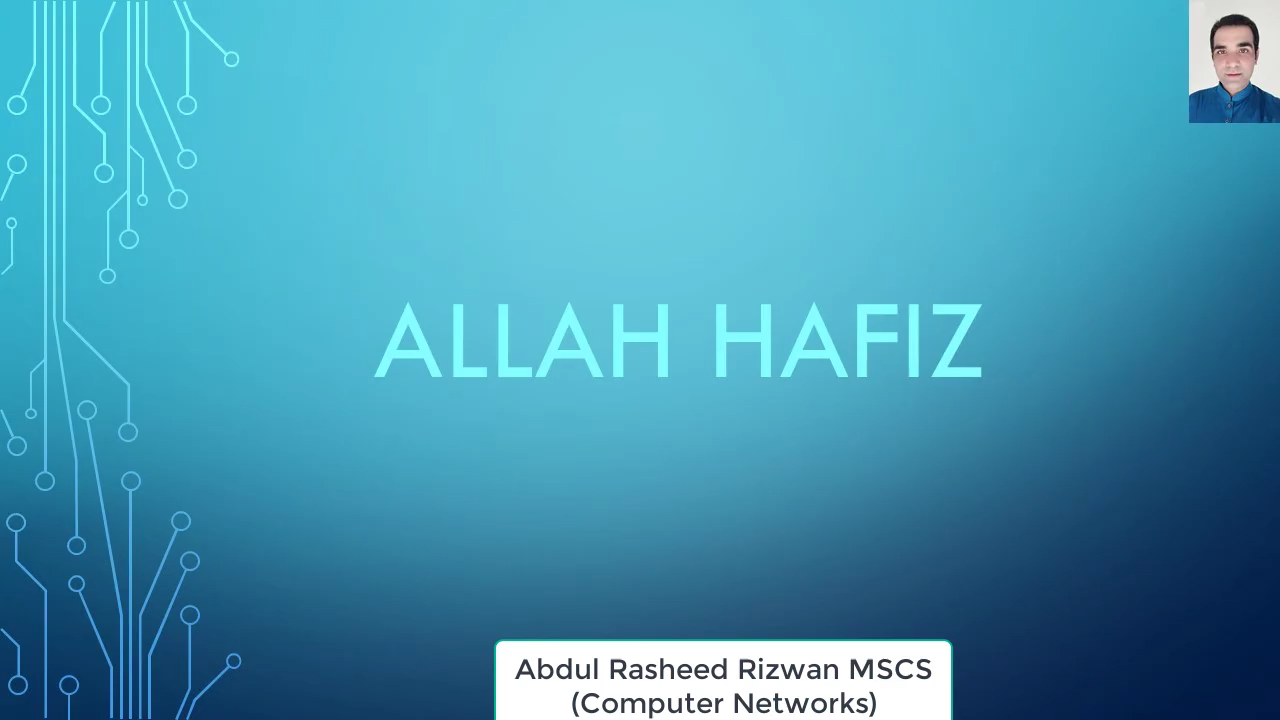 ALLAH HAFIZ
Abdul Rasheed Rizwan MSCS
(Computer Networks)